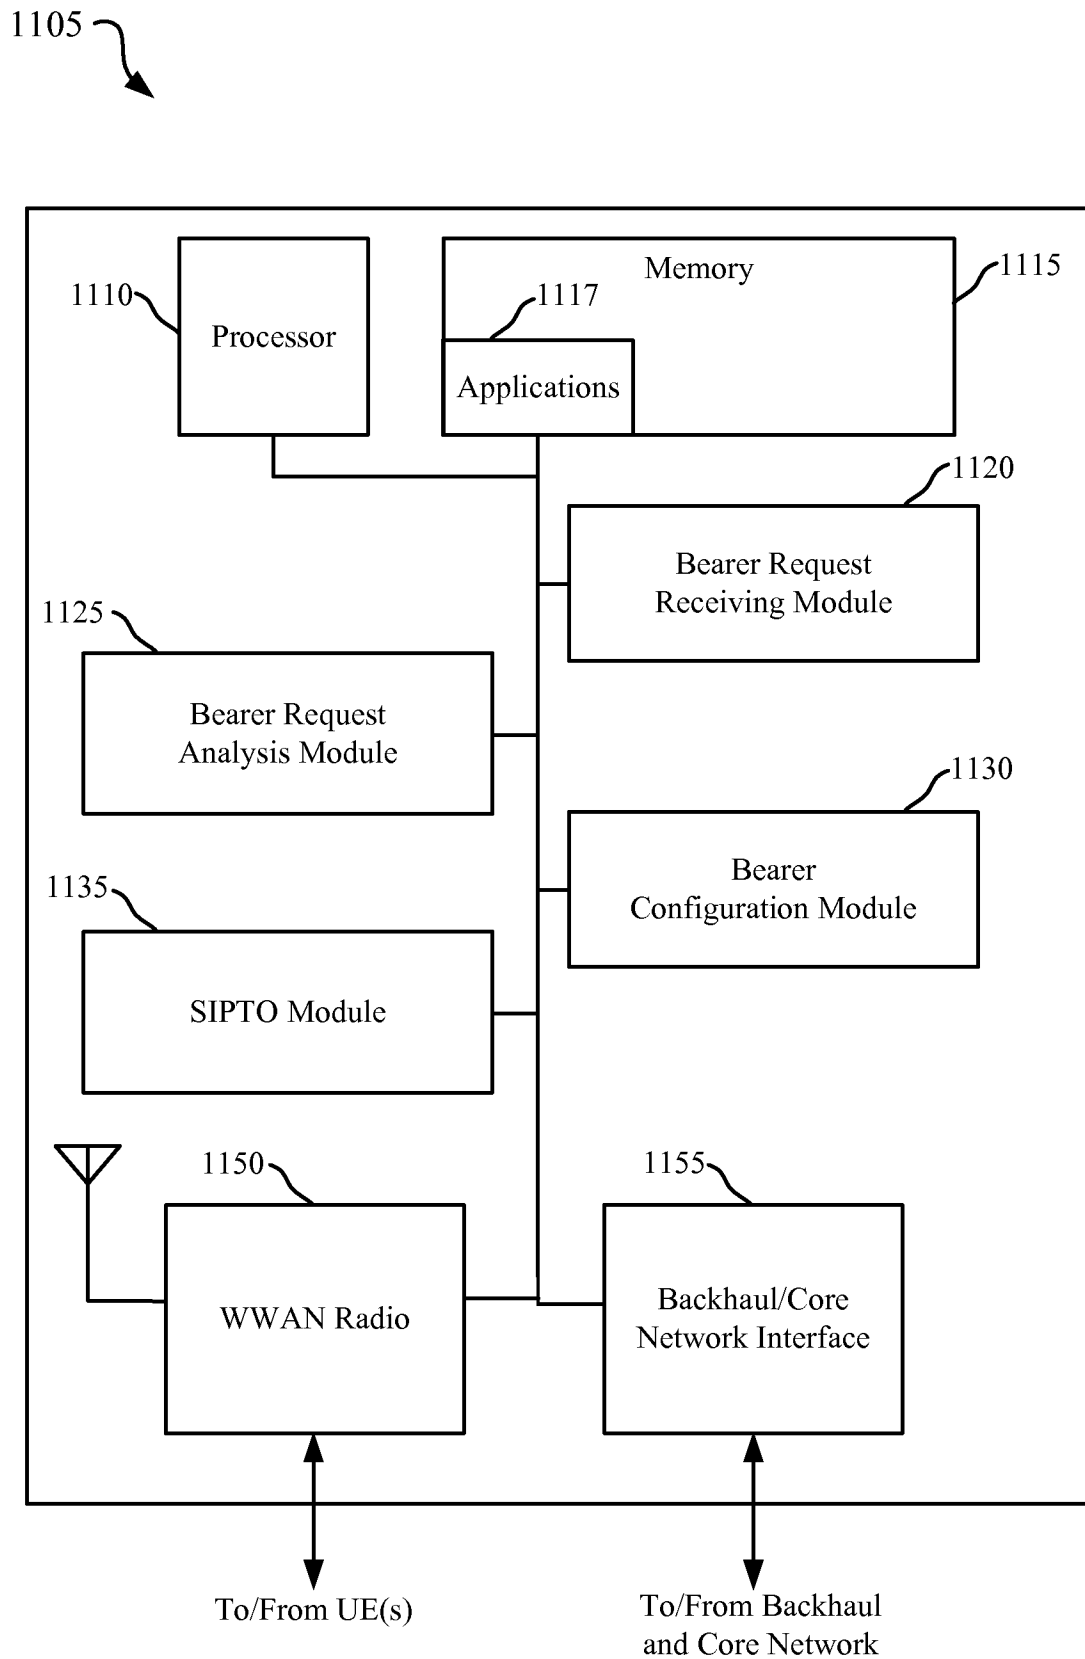 1105
Memory
1115
1110
1117
Processor
Applications
1120
Bearer Request
Receiving Module
1125
Bearer Request
Analysis Module
1130
Bearer
Configuration Module
1135
SIPTO Module
1150
1155
WWAN Radio
Backhaul/Core
Network Interface
To/From UE(s)
To/From Backhaul
and Core Network